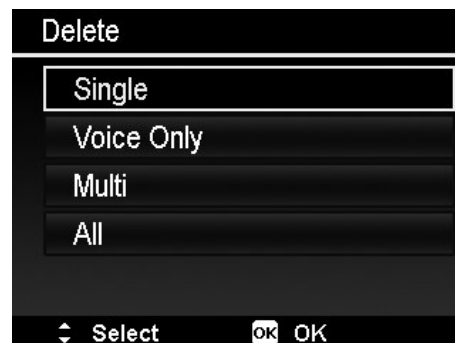 Delete
Single
Voice Only
Multi
All
Select OK OK